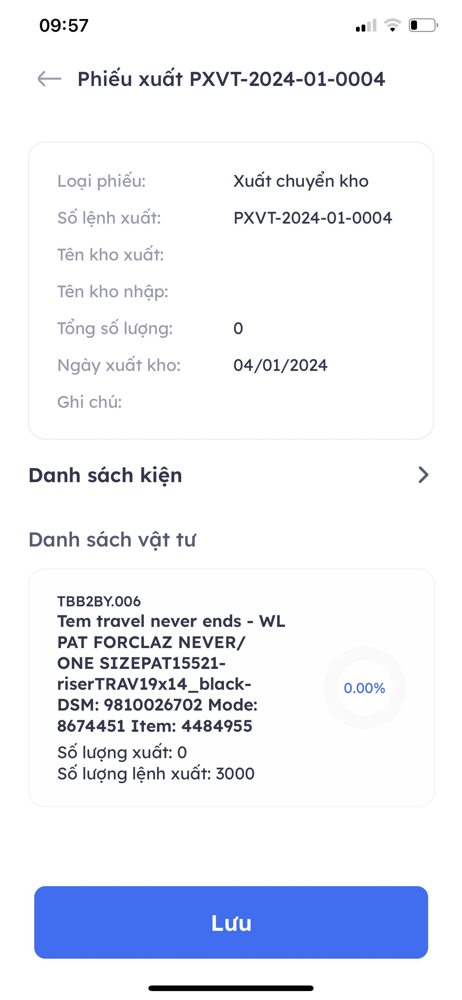 09:57
Phiếu xuất PXVT-2024-01-0004
Loại phiếu: Xuất chuyển kho
Số lệnh xuất: PXVT-2024-01-0004
Tên kho xuất:
Tên kho nhập:
Tổng số lượng: 0
Ngày xuất kho: 04/01/2024
Ghi chú:
Danh sách kiện
Danh sách vật tư
TBB2BY.006
Tem travel never ends - WL
PAT FORCLAZ NEVER/
ONE SIZEPAT15521-
riserTRAV19x14_black-
DSM: 9810026702 Mode:
8674451 Item: 4484955
0.00%
Số lượng xuất: 0
Số lượng lệnh xuất: 3000
Lưu